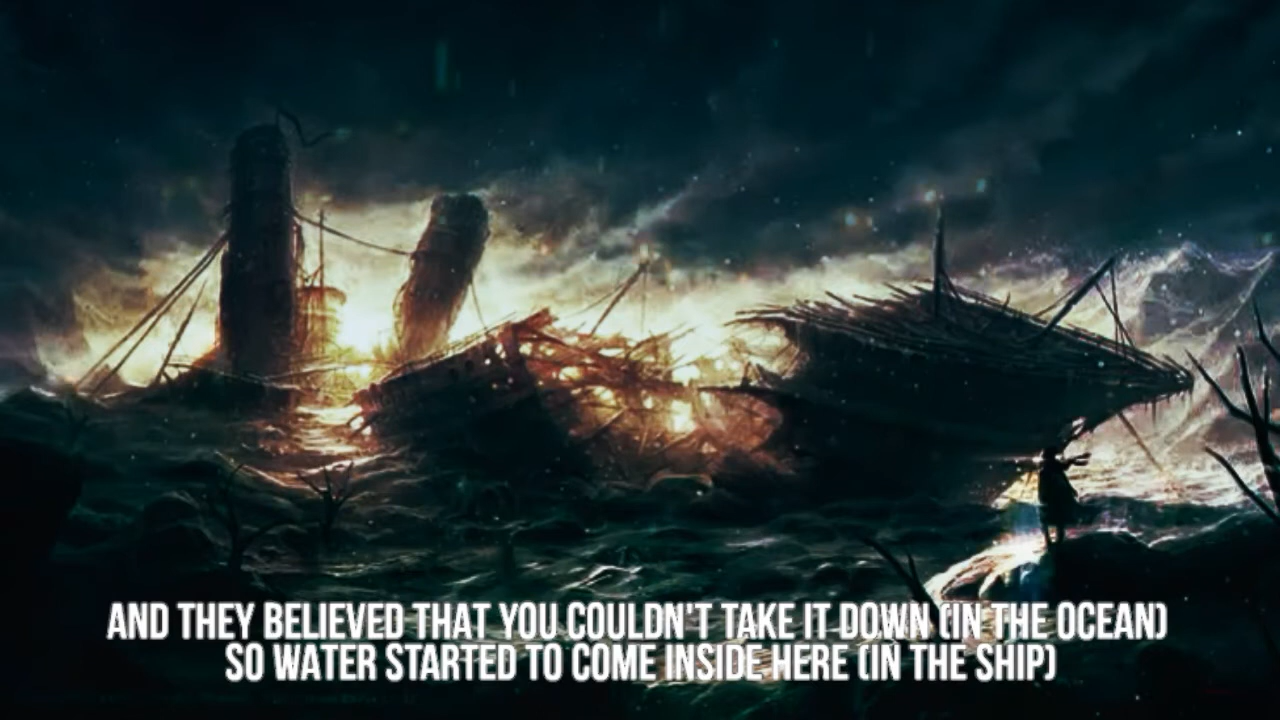 AND THEY BELIEVED THAT YOU COULDN'T TAKE IT DOWN (IN THE OCEAN)
SO WATER STARTED TO COME INSIDE HERE (IN THE SHIP)